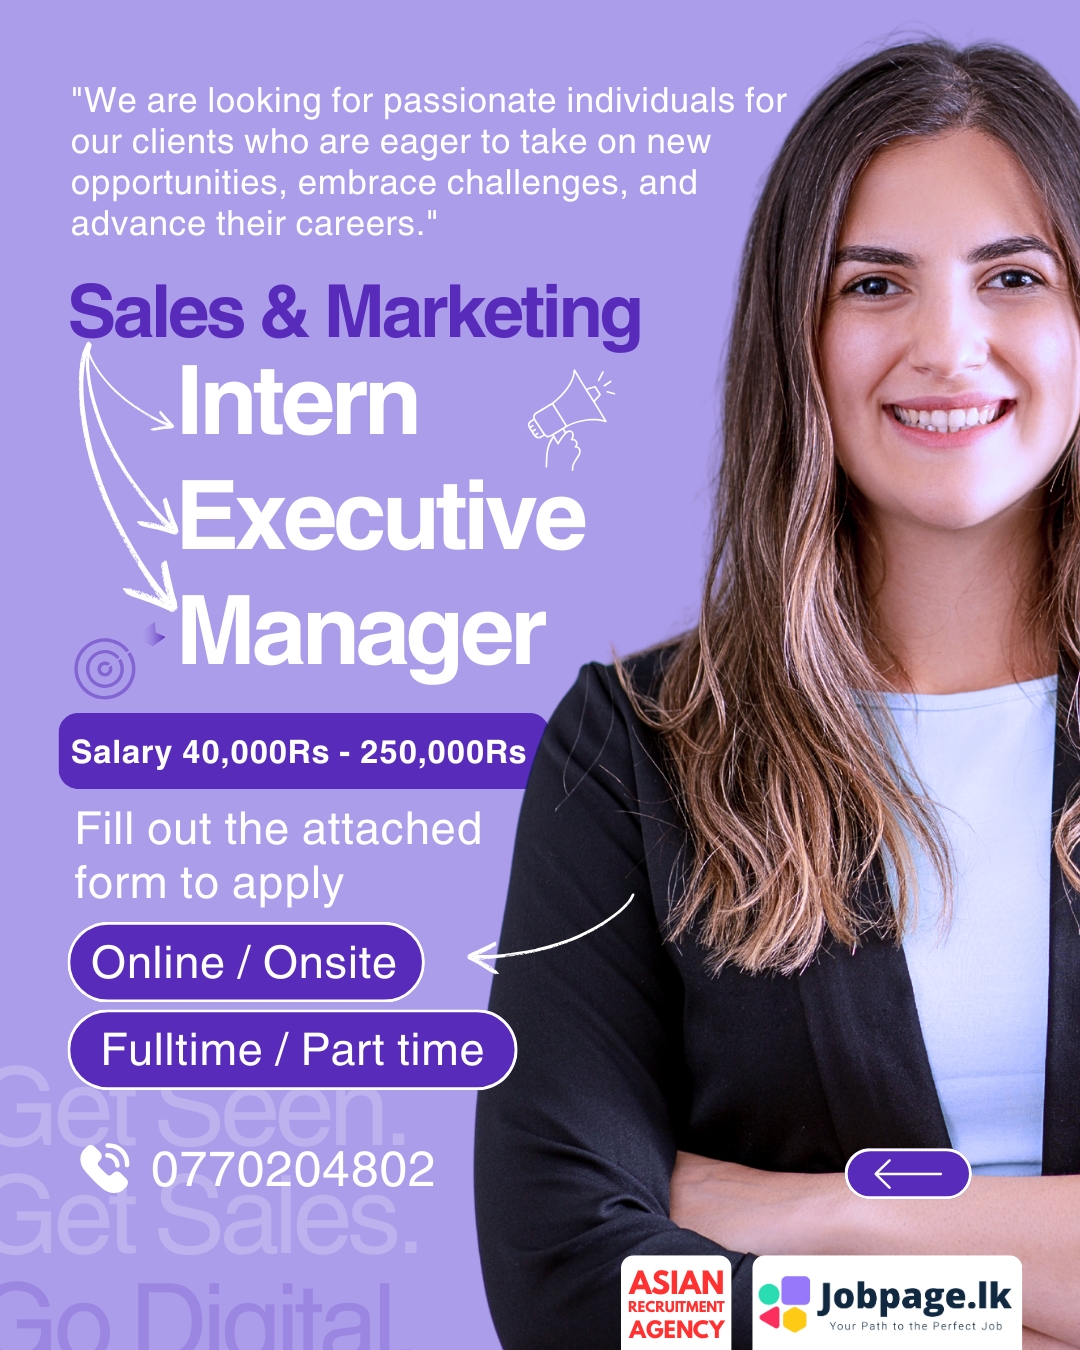 "We are looking for passionate individuals for
our clients who are eager to take on new
opportunities, embrace challenges, and
advance their careers."
Sales & Marketing
Intern
Executive
Manager
Salary 40,000Rs - 250,000Rs
Fill out the attached
form to apply
Online / Onsite
Fulltime / Part time
Get Seen.
0770204802
Get Sales.
Go Digital.
ASIAN
RECRUITMENT
AGENCY
Jobpage.lk
Your Path to the Perfect Job